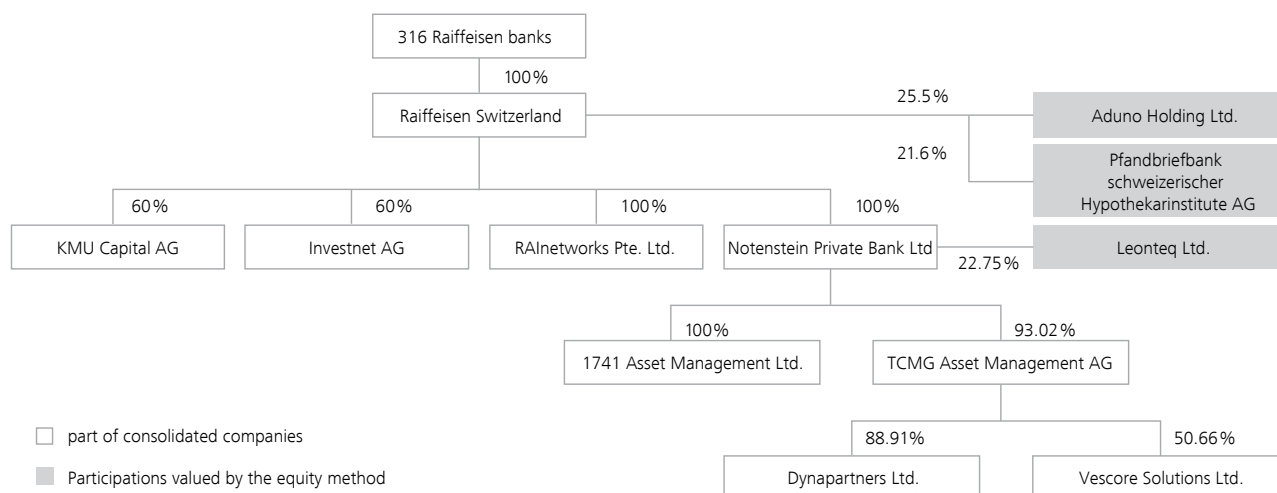 316 Raiffeisen banks
100%
25.5%
Raiffeisen Switzerland
Aduno Holding Ltd.
21.6%
Pfandbriefbank
schweizerischer
Hypothekarinstitute AG
60%
60%
100%
100%
KMU Capital AG
Investnet AG
RAInetworks Pte. Ltd.
Notenstein Private Bank Ltd
Leonteq Ltd.
22.75%
100%
93.02%
1741 Asset Management Ltd.
TCMG Asset Management AG
part of consolidated companies
88.91%
50.66%
Participations valued by the equity method
Dynapartners Ltd.
Vescore Solutions Ltd.